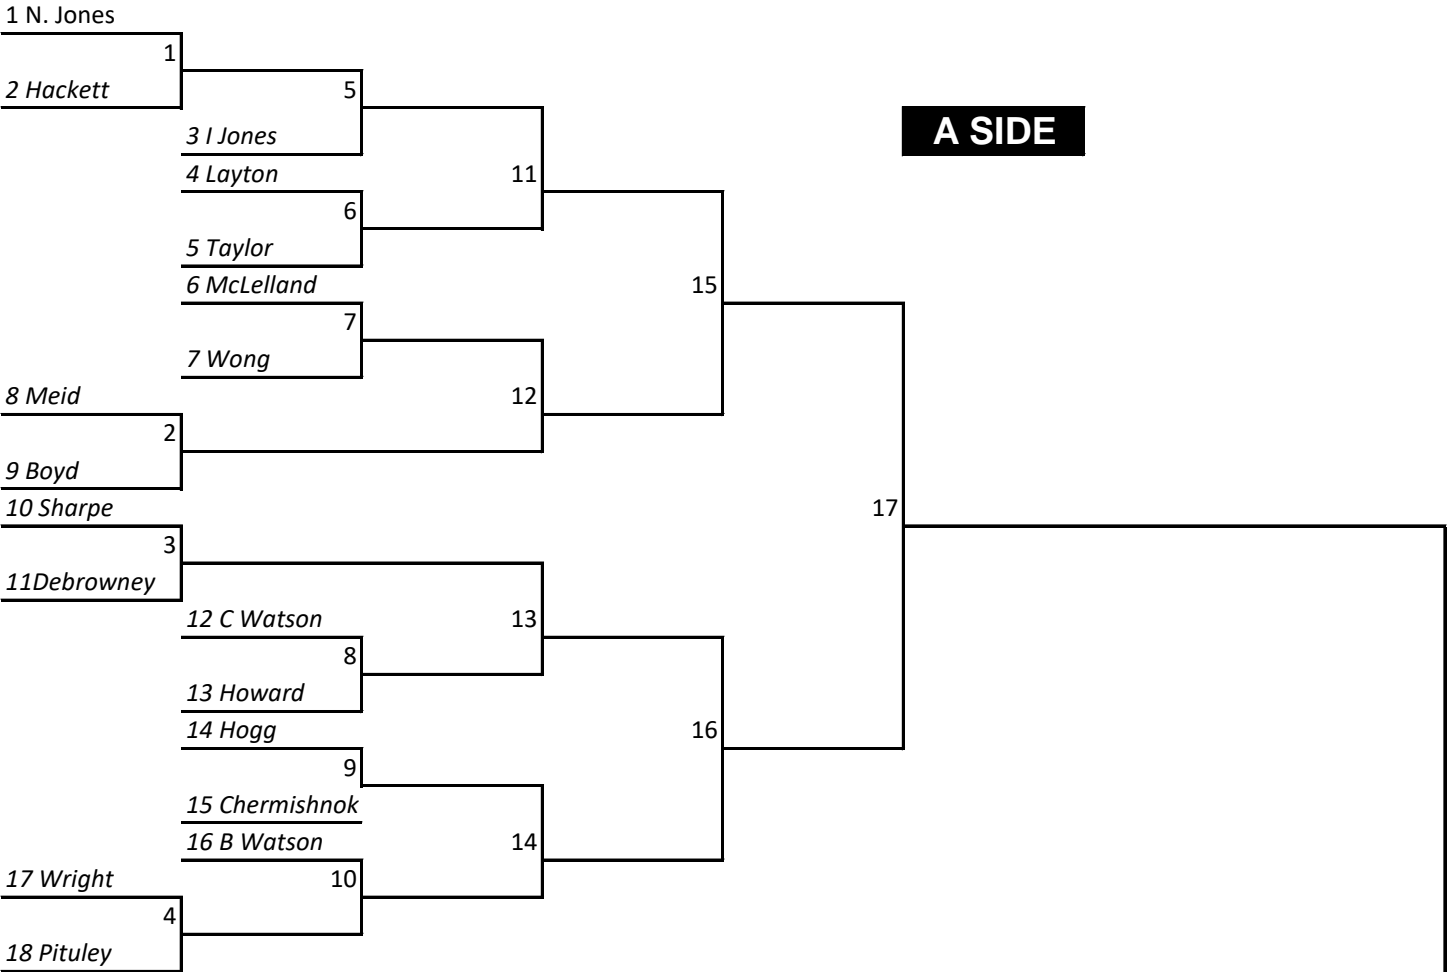 1 N. Jones
1
2 Hackett
5
A SIDE
3 I Jones
4 Layton
11
6
5 Taylor
6 McLelland
15
7
7 Wong
8 Meid
12
2
9 Boyd
10 Sharpe
17
3
11Debrowney
12 C Watson
13
8
13 Howard
14 Hogg
16
9
15 Chermishnok
16 B Watson
14
17 Wright
10
4
18 Pituley